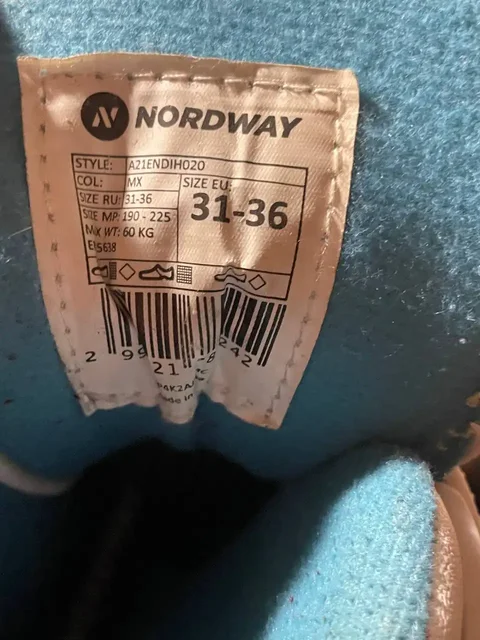 NORDWAY
STYLE: A21ENDIH020
COL: MX
SIZE RU: 31-36
SIZE MP: 190 - 225
MX WT: 60 KG
SIZE EU:
31-36